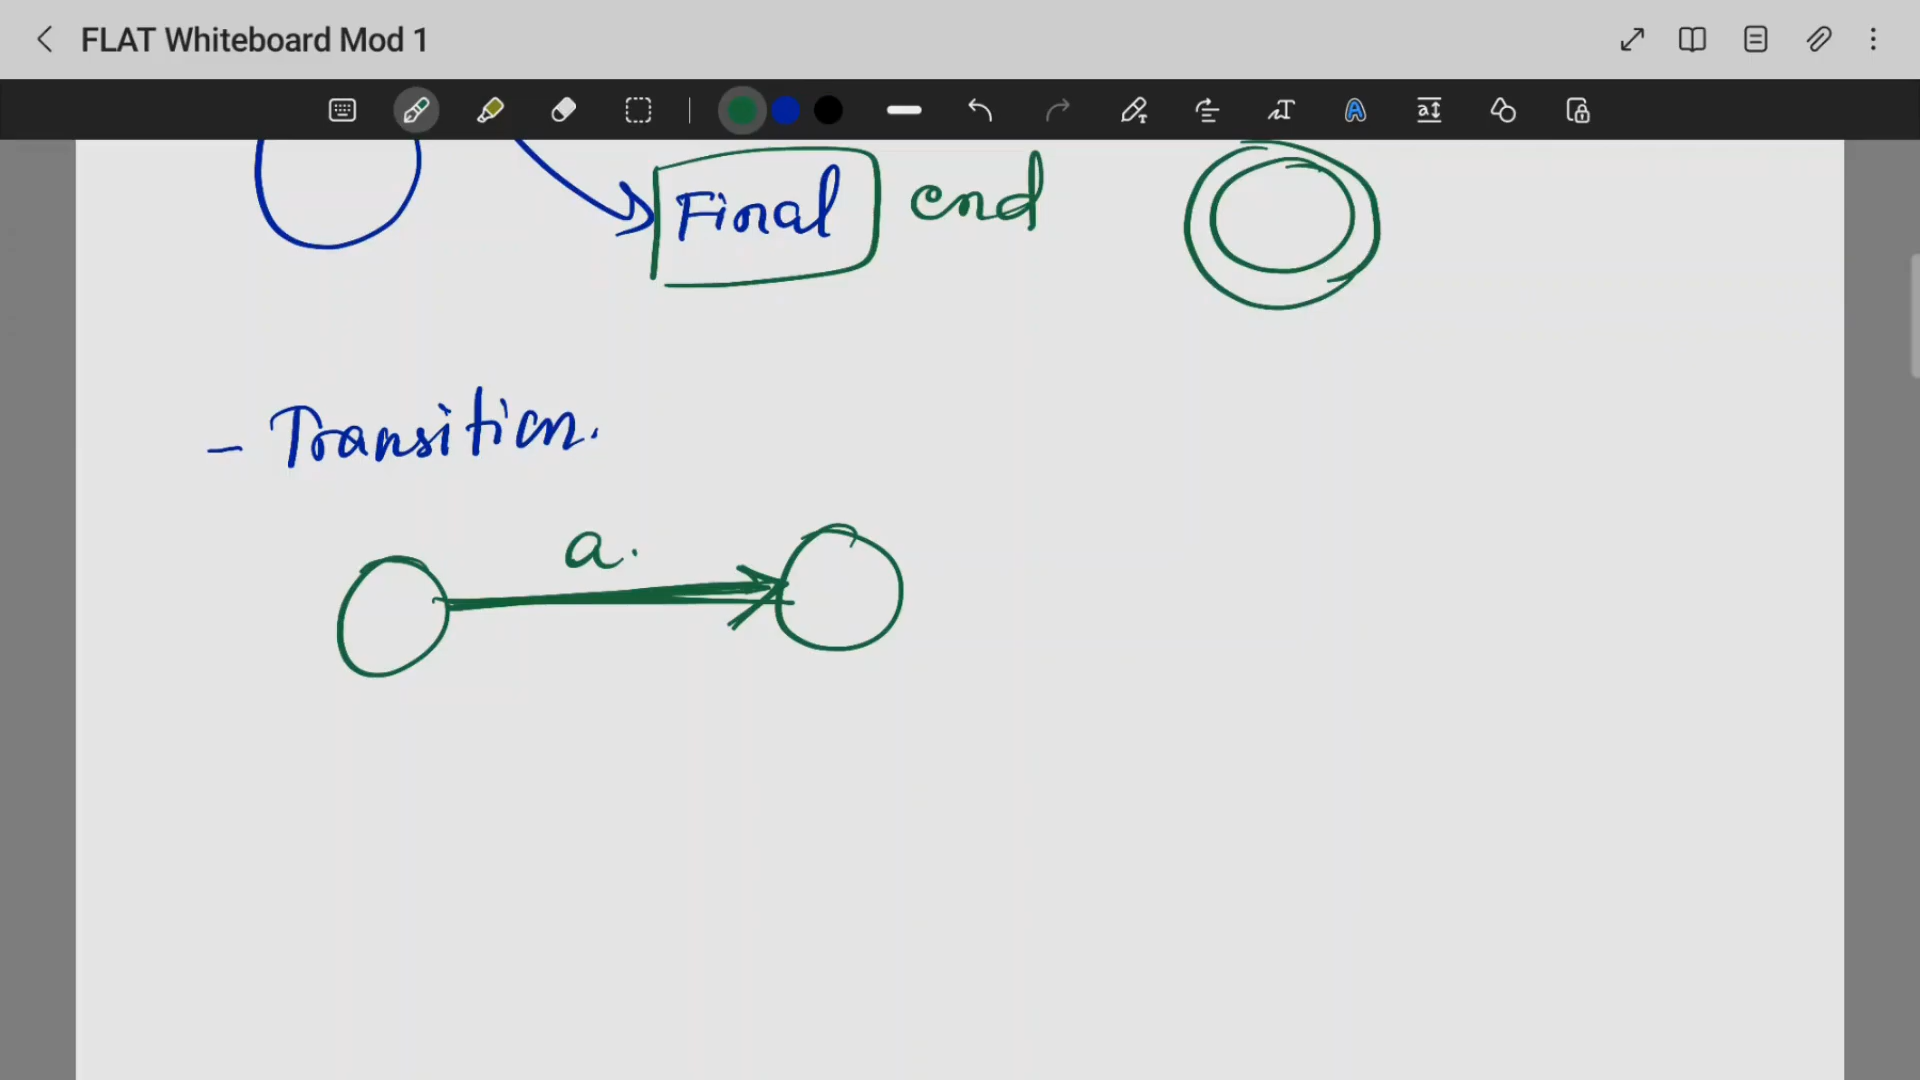 FLAT Whiteboard Mod 1
Final end
- Transition.
a.